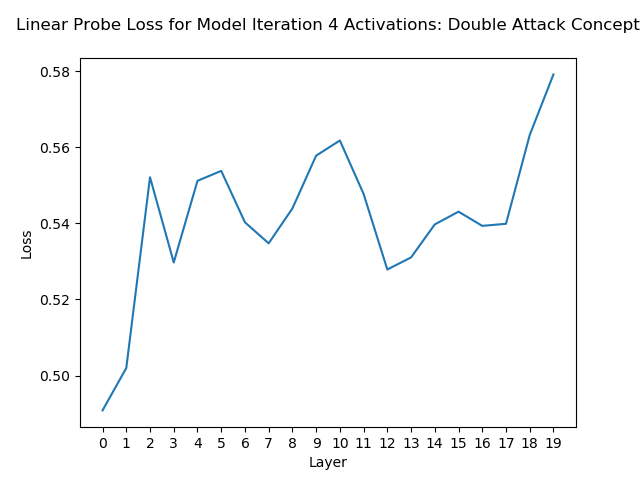 Linear Probe Loss for Model Iteration 4 Activations: Double Attack Concept
0.58
0.56
0.54
0.52
0.50
Loss
0 1 2 3 4 5 6 7 8 9 10 11 12 13 14 15 16 17 18 19
Layer